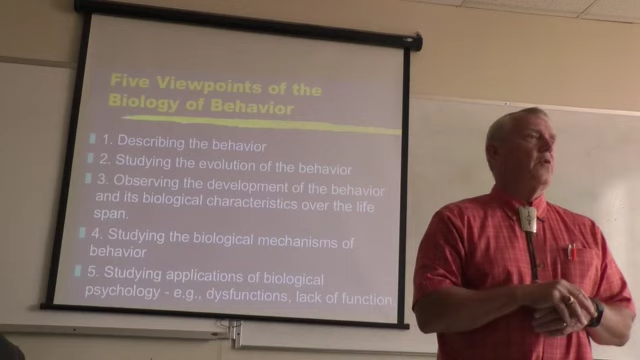 Five Viewpoints of the
Biology of Behavior
1. Describing the behavior
2. Studying the evolution of the behavior
3. Observing the development of the behavior
and its biological characteristics over the life
span.
4. Studying the biological mechanisms of
behavior
5. Studying applications of biological
psychology - e.g., dysfunctions, lack of function